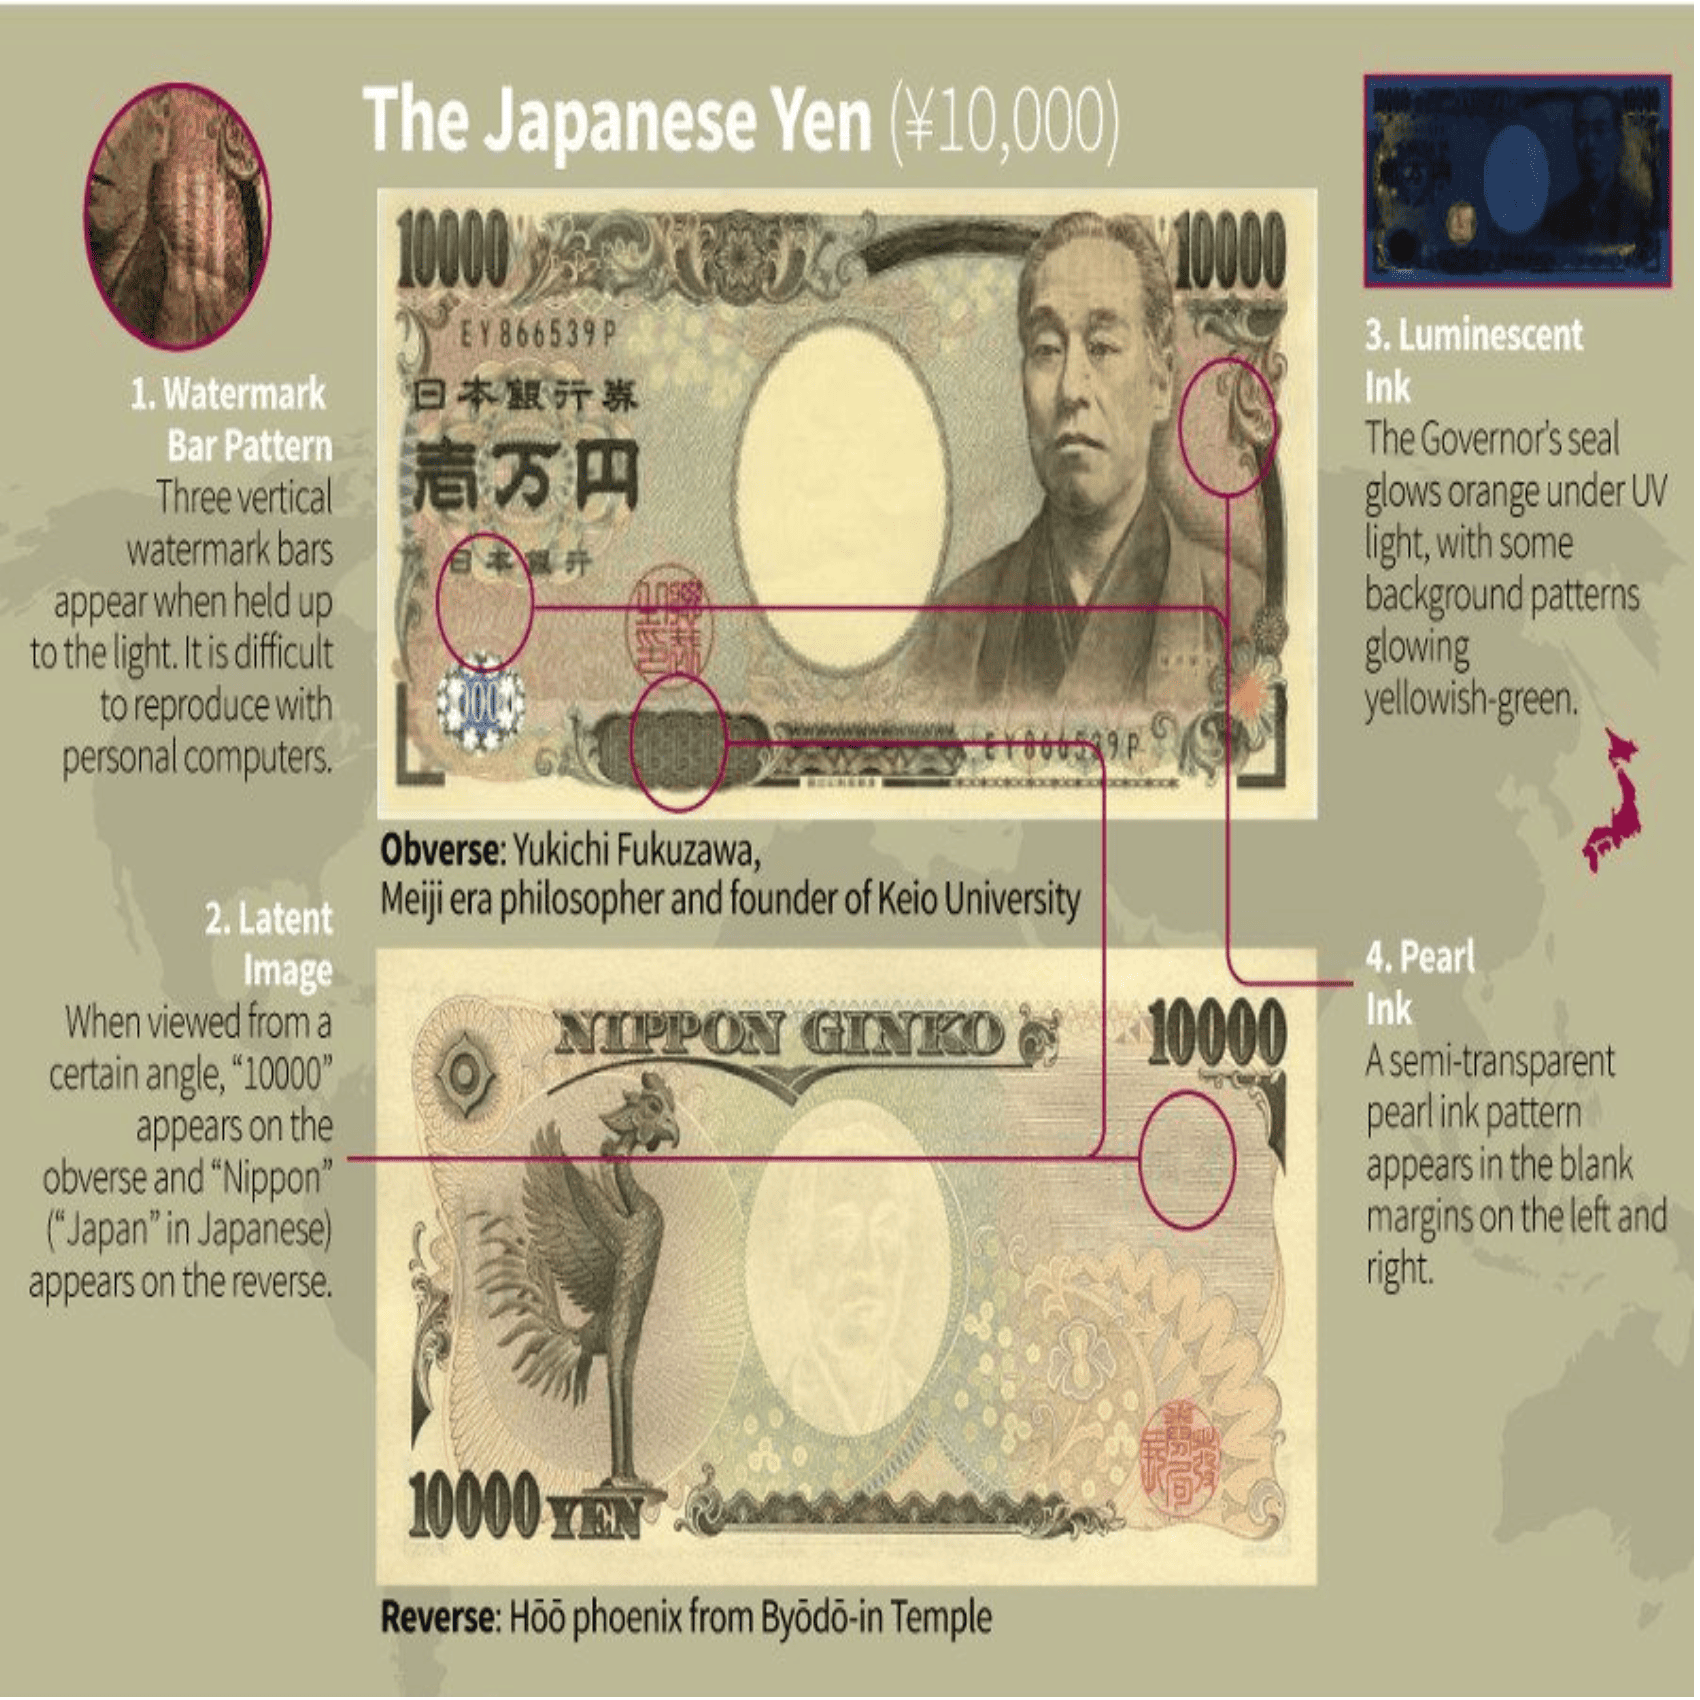 The Japanese Yen (¥10,000)
1. Watermark
Bar Pattern
Three vertical
watermark bars
appear when held up
to the light. It is difficult
to reproduce with
personal computers.
2. Latent
Image
When viewed from a
certain angle, “10000”
appears on the
obverse and “Nippon”
(“Japan” in Japanese)
appears on the reverse.
10000
10000
EY866539P
日本銀行券
壱万円
日本銀行
EY866539P
Obverse: Yukichi Fukuzawa,
Meiji era philosopher and founder of Keio University
NIPPON GINKO
10000
10000 YEN
Reverse: Hōō phoenix from Byōdō-in Temple
3. Luminescent
Ink
The Governor’s seal
glows orange under UV
light, with some
background patterns
glowing
yellowish-green.
4. Pearl
Ink
A semi-transparent
pearl ink pattern
appears in the blank
margins on the left and
right.